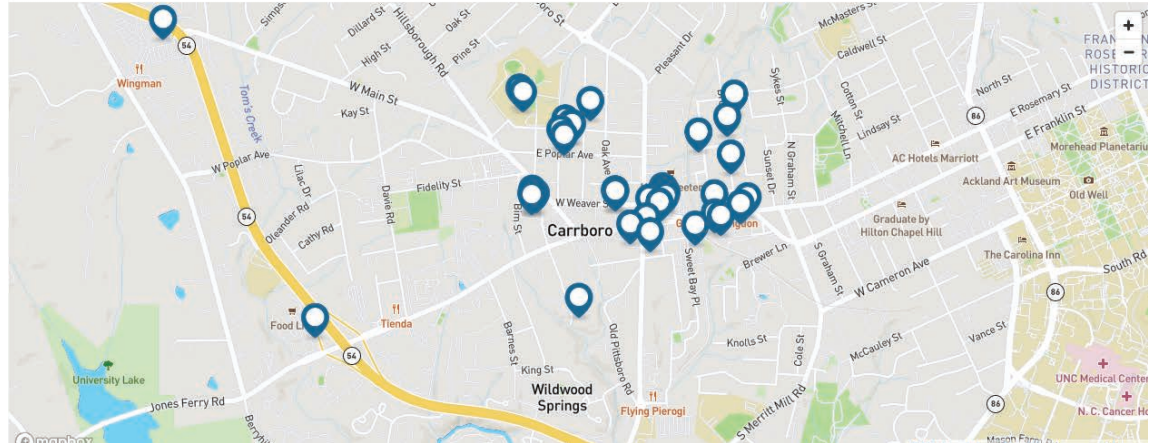 Dillard St
Hillsborough Rd
Oak St
Pine St
High St
Pleasant Dr
McMasters St
Caldwell St
Sykes St
54
Wingman
W Main St
Kay St
Tom's Creek
Cotton St
Mitchell Ln
Lindsay St
North St
86
E Rosemary St
E Franklin St
HISTORIC
DISTRICT
+
−
W Poplar Ave
E Poplar Ave
Oak Ave
N Graham St
Sunset Dr
AC Hotels Marriott
Morehead Planetarium
Ackland Art Museum
Old Well
Lilac Dr
Davie Rd
Fidelity St
Bim St
W Weaver St
Oleander Rd
54
Cathy Rd
Carrboro
Graduate by
Hilton Chapel Hill
Brewer Ln
S Graham St
W Cameron Ave
The Carolina Inn
South Rd
86
Sweet Bay Pl
Food
Tienda
54
Barnes St
Old Pittsboro Rd
Knolls St
Cole St
McCauley St
Vance St
University Lake
King St
Wildwood
Springs
Jones Ferry Rd
Flying Pierogi
S Merritt Mill Rd
86
UNC Medical Center
N. C. Cancer
Mason Farm
mapbox